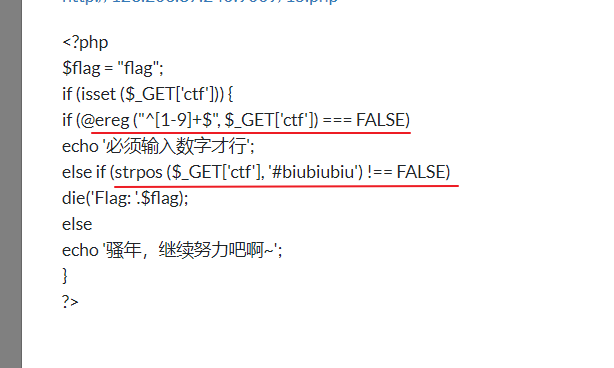 <?php
$flag = "flag";
if (isset ($_GET['ctf'])) {
if (@ereg ("^[1-9]+$", $_GET['ctf']) === FALSE)
echo '必须输入数字才行';
else if (strpos ($_GET['ctf'], '#biubiubiu') !== FALSE)
die('Flag: '.$flag);
else
echo '骚年，继续努力吧啊~';
}
?>